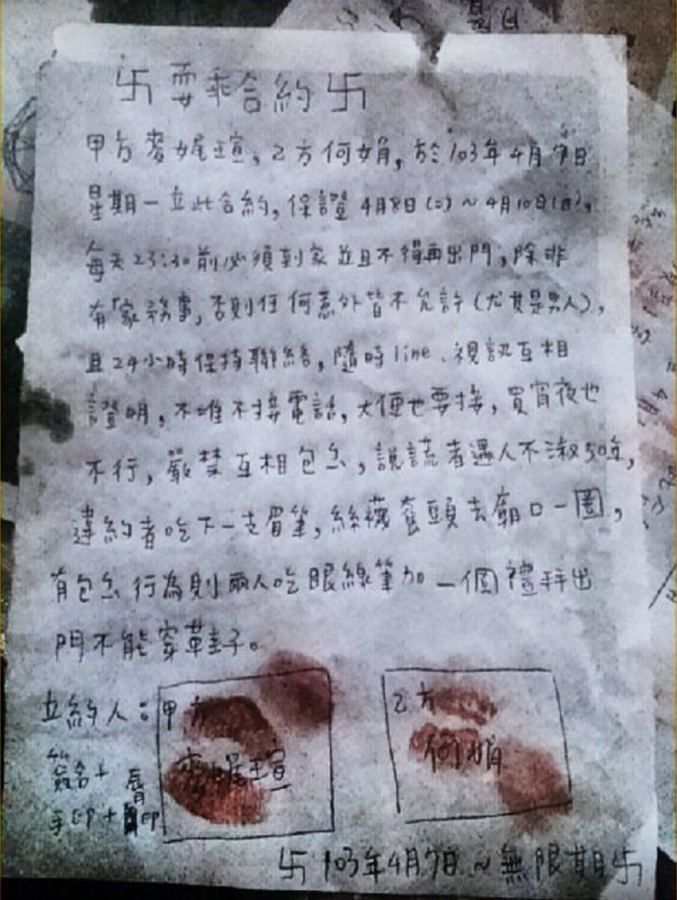 卐 耍乖合約 卐
甲方麥娓瑄,乙方何娟,於103年4月7日
星期一立此合約,保證4月8日(二)~4月10日(四),
每天23:30前必須到家並且不得再出門,除非
有家務事,否則任何意外皆不允許(尤其是男人),
且24小時保持聯絡,隨時line、視訊互相
證明,不唯不接電話,大便也要接,買宵夜也
不行,嚴禁互相包庇,說謊者遇人不淑50年,
違約者吃下一支眉筆,絲襪套頭去廟口一圈,
有包庇行為則兩人吃眼線筆加一個禮拜出
門不能穿鞋子。
立約人:甲方 乙方
簽名+ 麥娓瑄 何娟
手印+唇印
卐 103年4月7日~無限期 卐